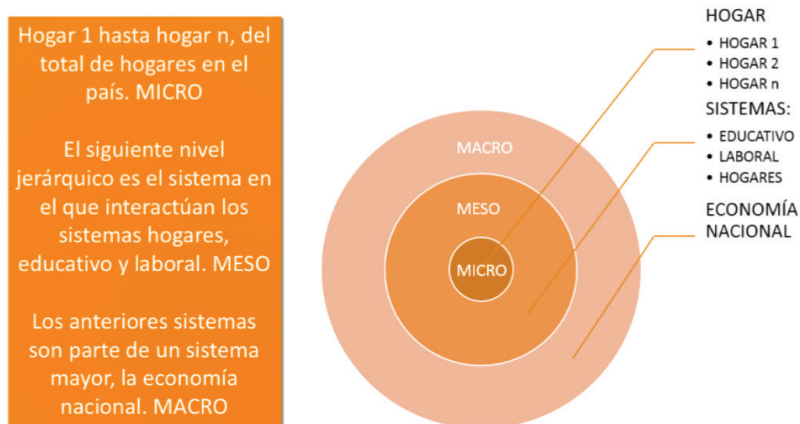 Hogar 1 hasta hogar n, del
total de hogares en el
país. MICRO
El siguiente nivel
jerárquico es el sistema en
el que interactúan los
sistemas hogares,
educativo y laboral. MESO
Los anteriores sistemas
son parte de un sistema
mayor, la economía
nacional. MACRO
MACRO
MESO
MICRO
HOGAR
• HOGAR 1
• HOGAR 2
• HOGAR n
SISTEMAS:
• EDUCATIVO
• LABORAL
• HOGARES
ECONOMÍA
NACIONAL